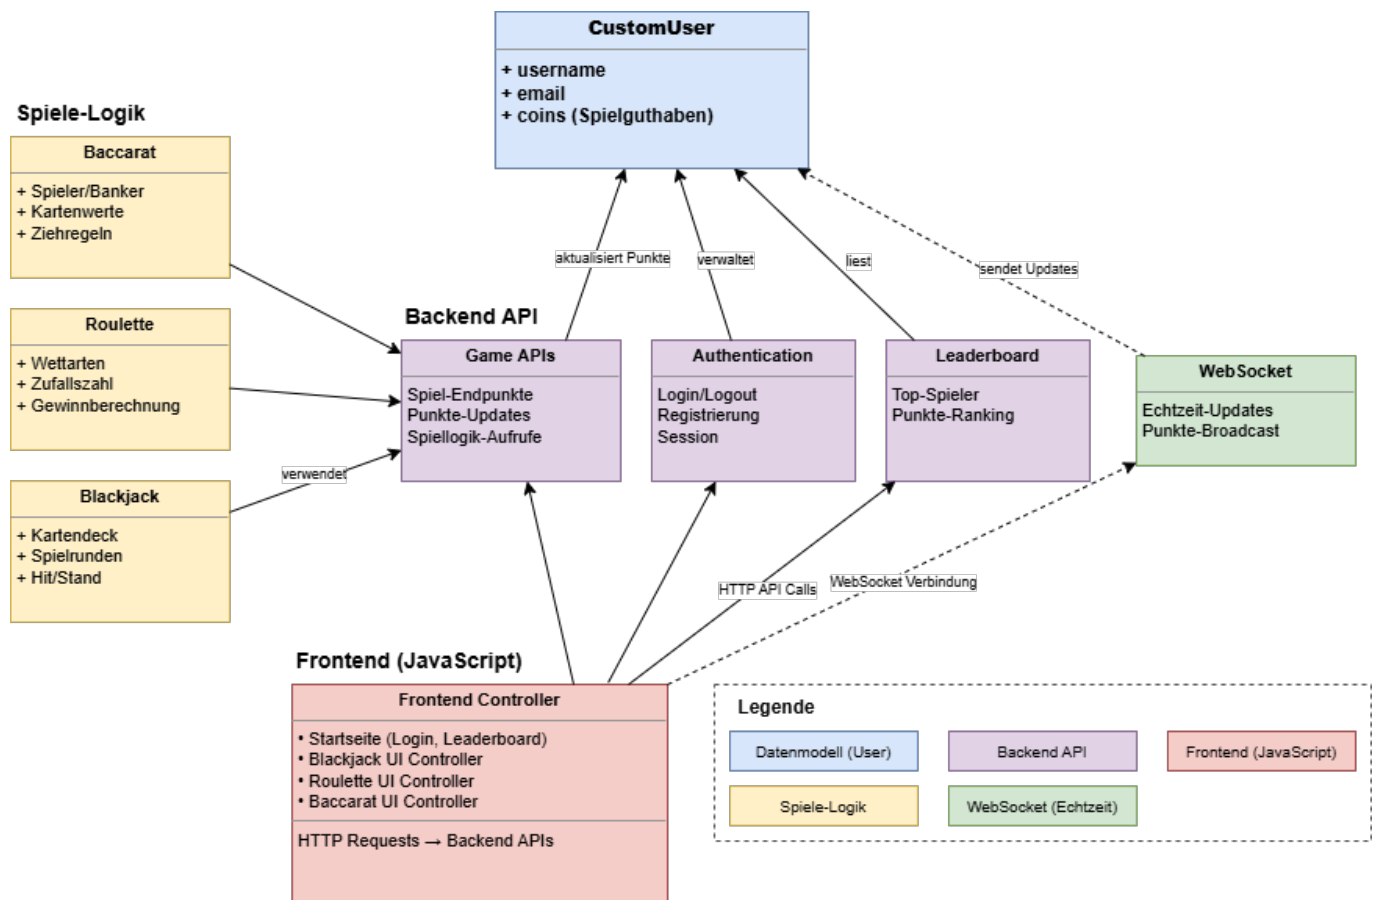 CustomUser
+ username
+ email
+ coins (Spielguthaben)
Spiele-Logik
Baccarat
+ Spieler/Banker
+ Kartenwerte
+ Ziehregeln
Roulette
+ Wettarten
+ Zufallszahl
+ Gewinnberechnung
Blackjack
+ Kartendeck
+ Spielrunden
+ Hit/Stand
verwendet
aktualisiert Punkte
verwaltet
liest
sendet Updates
Backend API
Game APIs
Spiel-Endpunkte
Punkte-Updates
Spiellogik-Aufrufe
Authentication
Login/Logout
Registrierung
Session
Leaderboard
Top-Spieler
Punkte-Ranking
WebSocket
Echtzeit-Updates
Punkte-Broadcast
HTTP API Calls
WebSocket Verbindung
Frontend (JavaScript)
Frontend Controller
• Startseite (Login, Leaderboard)
• Blackjack UI Controller
• Roulette UI Controller
• Baccarat UI Controller
HTTP Requests → Backend APIs
Legende
Datenmodell (User)
Backend API
Frontend (JavaScript)
Spiele-Logik
WebSocket (Echtzeit)